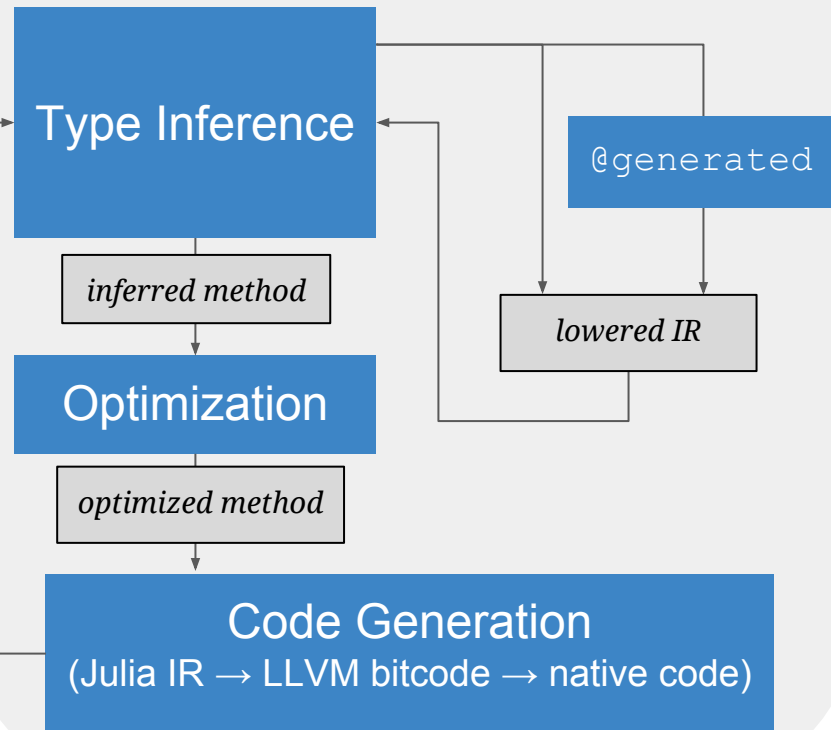 Type Inference
@generated
inferred method
lowered IR
Optimization
optimized method
Code Generation
(Julia IR → LLVM bitcode → native code)